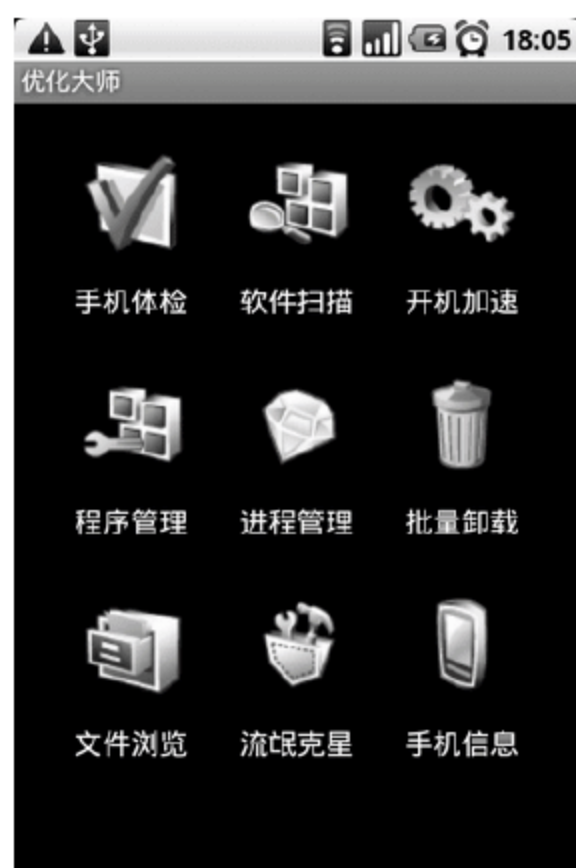 18:05
优化大师
手机体检 软件扫描 开机加速
程序管理 进程管理 批量卸载
文件浏览 流氓克星 手机信息